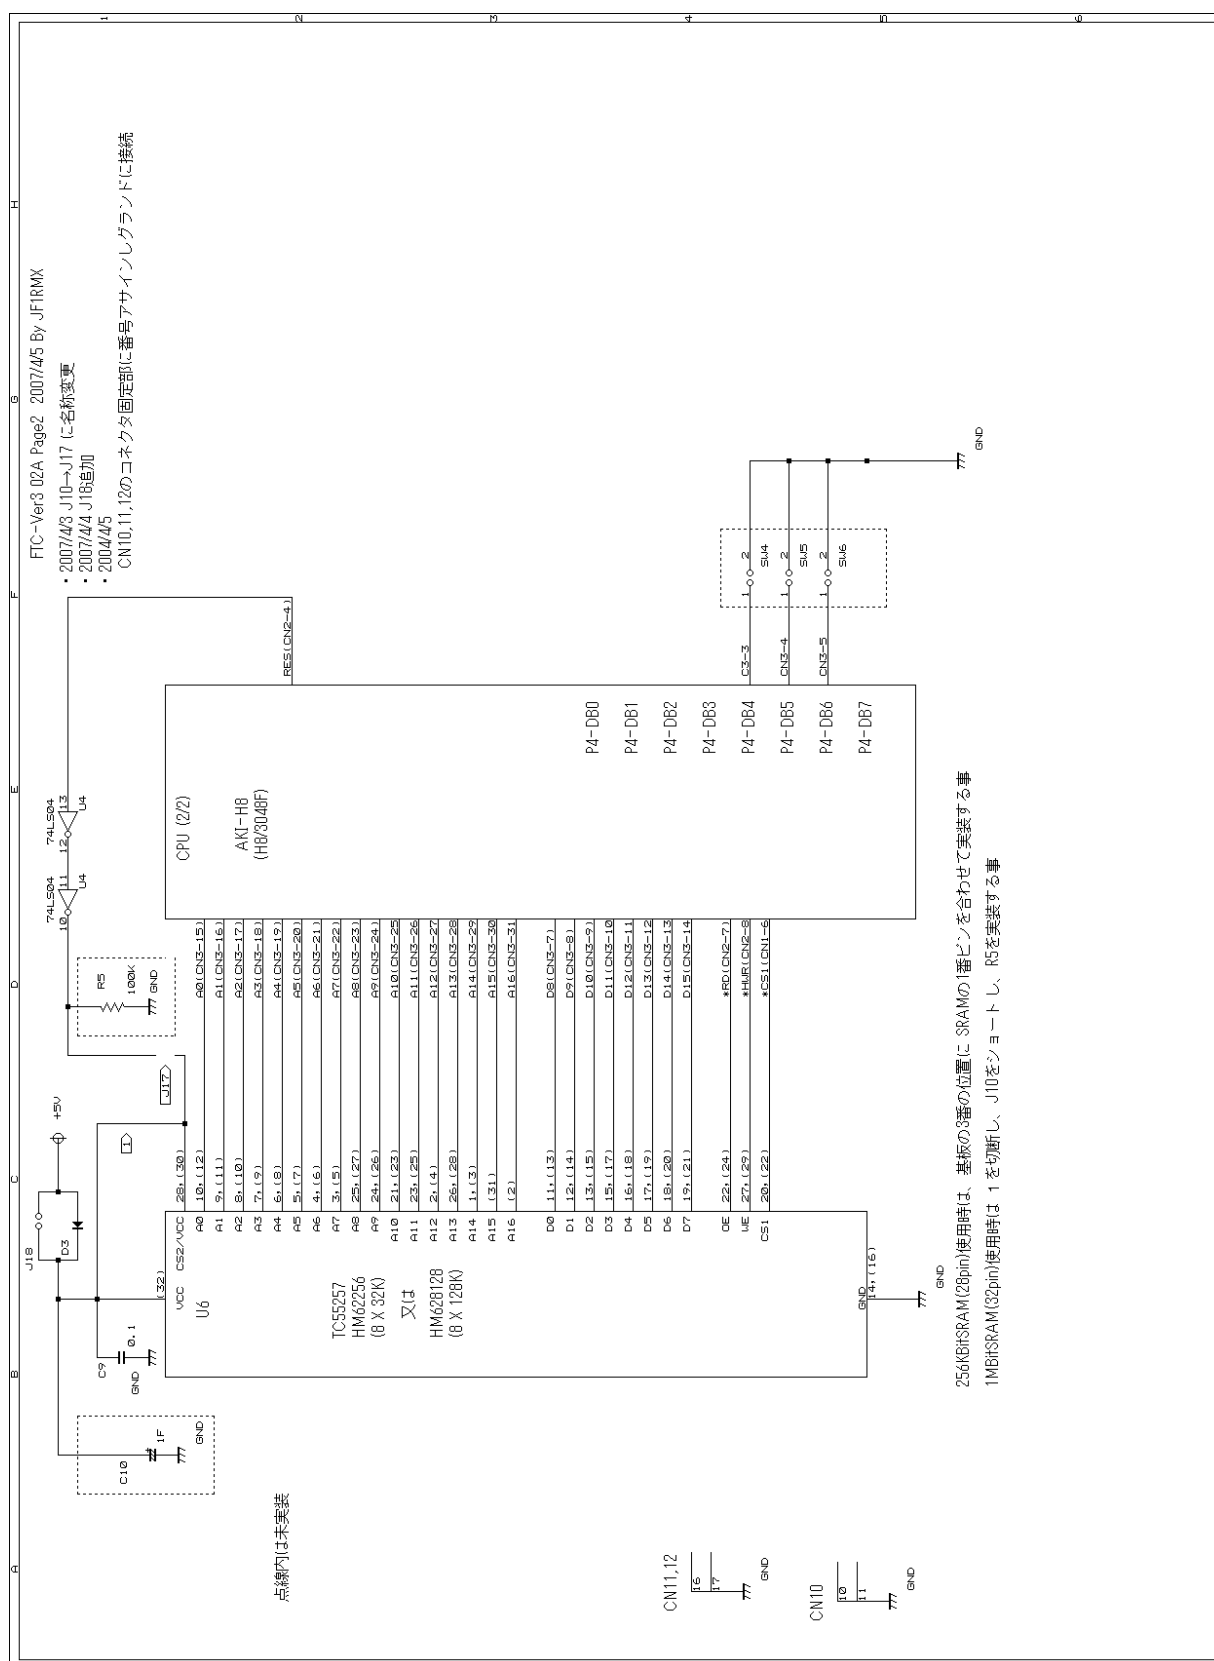 FTC-Ver3 02A Page2 2007/4/5 By JF1RMX
・2007/4/3 J10→J17 に名称変更
・2007/4/4 J18追加
・2004/4/5
CN10,11,12のコネクタ固定部に番号アサインしグランドに接続
A
B
C
D
E
F
G
H
1
2
3
4
5
6
J18
D3
+5V
C10
1F
GND
C9
0.1
GND
1
J17
R5
100K
GND
74LS04
10
11
U4
74LS04
12
13
U4
RES(CN2-4)
点線内は未実装
U6
VCC
(32)
CS2/VCC
28,(30)
TC55257
HM62256
(8 X 32K)
又は
HM628128
(8 X 128K)
A0 10,(12) A0(CN3-15)
A1 9,(11) A1(CN3-16)
A2 8,(10) A2(CN3-17)
A3 7,(9) A3(CN3-18)
A4 6,(8) A4(CN3-19)
A5 5,(7) A5(CN3-20)
A6 4,(6) A6(CN3-21)
A7 3,(5) A7(CN3-22)
A8 25,(27) A8(CN3-23)
A9 24,(26) A9(CN3-24)
A10 21,(23) A10(CN3-25)
A11 23,(25) A11(CN3-26)
A12 2,(4) A12(CN3-27)
A13 26,(28) A13(CN3-28)
A14 1,(3) A14(CN3-29)
A15 (31) A15(CN3-30)
A16 (2) A16(CN3-31)
D0 11,(13) D8(CN3-7)
D1 12,(14) D9(CN3-8)
D2 13,(15) D10(CN3-9)
D3 15,(17) D11(CN3-10)
D4 16,(18) D12(CN3-11)
D5 17,(19) D13(CN3-12)
D6 18,(20) D14(CN3-13)
D7 19,(21) D15(CN3-14)
OE 22,(24) *RD(CN2-7)
WE 27,(29) *HWR(CN2-8
CS1 20,(22) *CS1(CN1-6
GND
14,(16)
GND
CPU (2/2)
AKI-H8
(H8/3048F)
P4-DB0
P4-DB1
P4-DB2
P4-DB3
P4-DB4
P4-DB5
P4-DB6
P4-DB7
C3-3
1 2
SW4
CN3-4
1 2
SW5
CN3-5
1 2
SW6
GND
CN11,12
16
17
GND
CN10
10
11
GND
256KBitSRAM(28pin)使用時は、基板の3番の位置に SRAMの1番ピンを合わせて実装する事
1MBitSRAM(32pin)使用時は 1 を切断し、J10をショートし、R5を実装する事